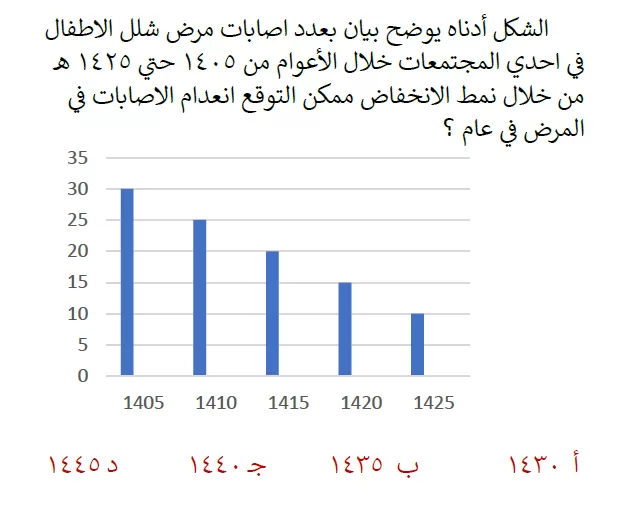 الشكل أدناه يوضح بيان بعدد اصابات مرض شلل الاطفال
في احدي المجتمعات خلال الأعوام من ١٤٠٥ حتي ١٤٢٥ هـ
من خلال نمط الانخفاض ممكن التوقع انعدام الاصابات في
المرض في عام ؟
35
30
25
20
15
10
5
0
1405 1410 1415 1420 1425
أ ١٤٣٠ ب ١٤٣٥ جـ ١٤٤٠ د ١٤٤٥